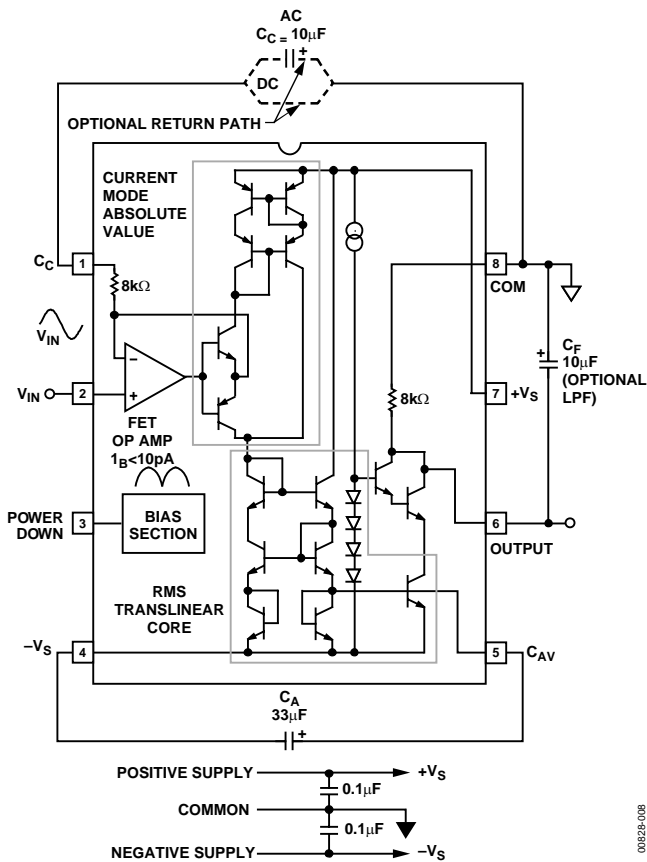 AC
CC = 10µF
+
DC
OPTIONAL RETURN PATH
CURRENT
MODE
ABSOLUTE
VALUE
CC
1
8kΩ
8
COM
VIN
CF
+
10µF
(OPTIONAL
LPF)
VIN
2
−
+
8kΩ
7
+VS
FET
OP AMP
1B<10pA
POWER
DOWN
3
BIAS
SECTION
6
OUTPUT
RMS
TRANSLINEAR
CORE
−VS
4
5
CAV
CA
33µF
+
POSITIVE SUPPLY
+VS
0.1µF
COMMON
0.1µF
NEGATIVE SUPPLY
−VS
00828-008